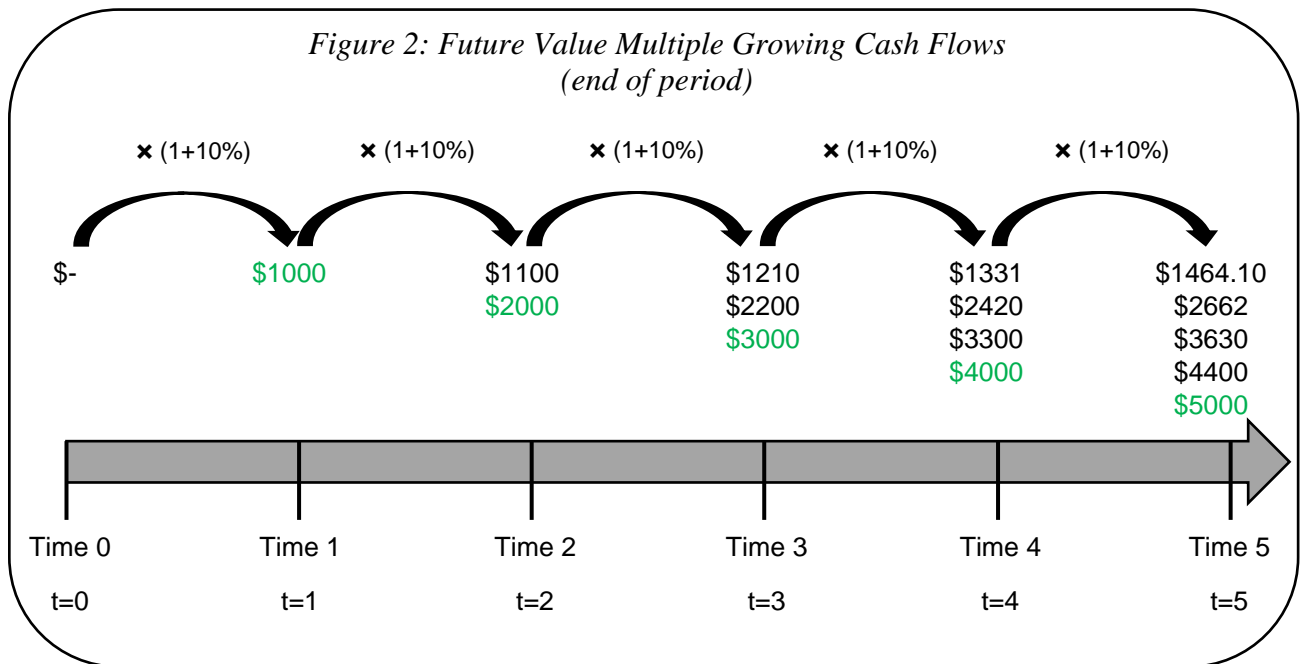 Figure 2: Future Value Multiple Growing Cash Flows
(end of period)
× (1+10%) × (1+10%) × (1+10%) × (1+10%) × (1+10%)
$- $1000 $1100 $1210 $1331 $1464.10
$2000 $2200 $2420 $2662
$3000 $3300 $3630
$4000 $4400
$5000
Time 0 Time 1 Time 2 Time 3 Time 4 Time 5
t=0 t=1 t=2 t=3 t=4 t=5